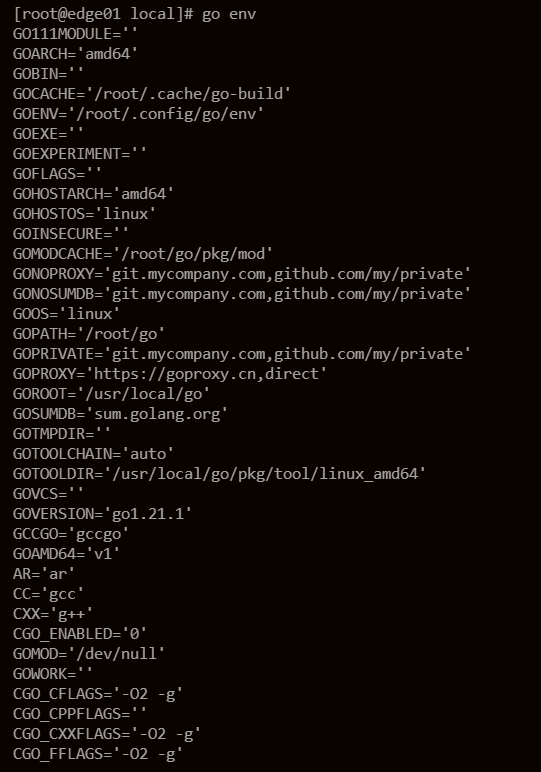 [root@edge01 local]# go env
GO111MODULE=''
GOARCH='amd64'
GOBIN=''
GOCACHE='/root/.cache/go-build'
GOENV='/root/.config/go/env'
GOEXE=''
GOEXPERIMENT=''
GOFLAGS=''
GOHOSTARCH='amd64'
GOHOSTOS='linux'
GOINSECURE=''
GOMODCACHE='/root/go/pkg/mod'
GONOPROXY='git.mycompany.com,github.com/my/private'
GONOSUMDB='git.mycompany.com,github.com/my/private'
GOOS='linux'
GOPATH='/root/go'
GOPRIVATE='git.mycompany.com,github.com/my/private'
GOPROXY='https://goproxy.cn,direct'
GOROOT='/usr/local/go'
GOSUMDB='sum.golang.org'
GOTMPDIR=''
GOTOOLCHAIN='auto'
GOTOOLDIR='/usr/local/go/pkg/tool/linux_amd64'
GOVCS=''
GOVERSION='go1.21.1'
GCCGO='gccgo'
GOAMD64='v1'
AR='ar'
CC='gcc'
CXX='g++'
CGO_ENABLED='0'
GOMOD='/dev/null'
GOWORK=''
CGO_CFLAGS='-O2 -g'
CGO_CPPFLAGS=''
CGO_CXXFLAGS='-O2 -g'
CGO_FFLAGS='-O2 -g'